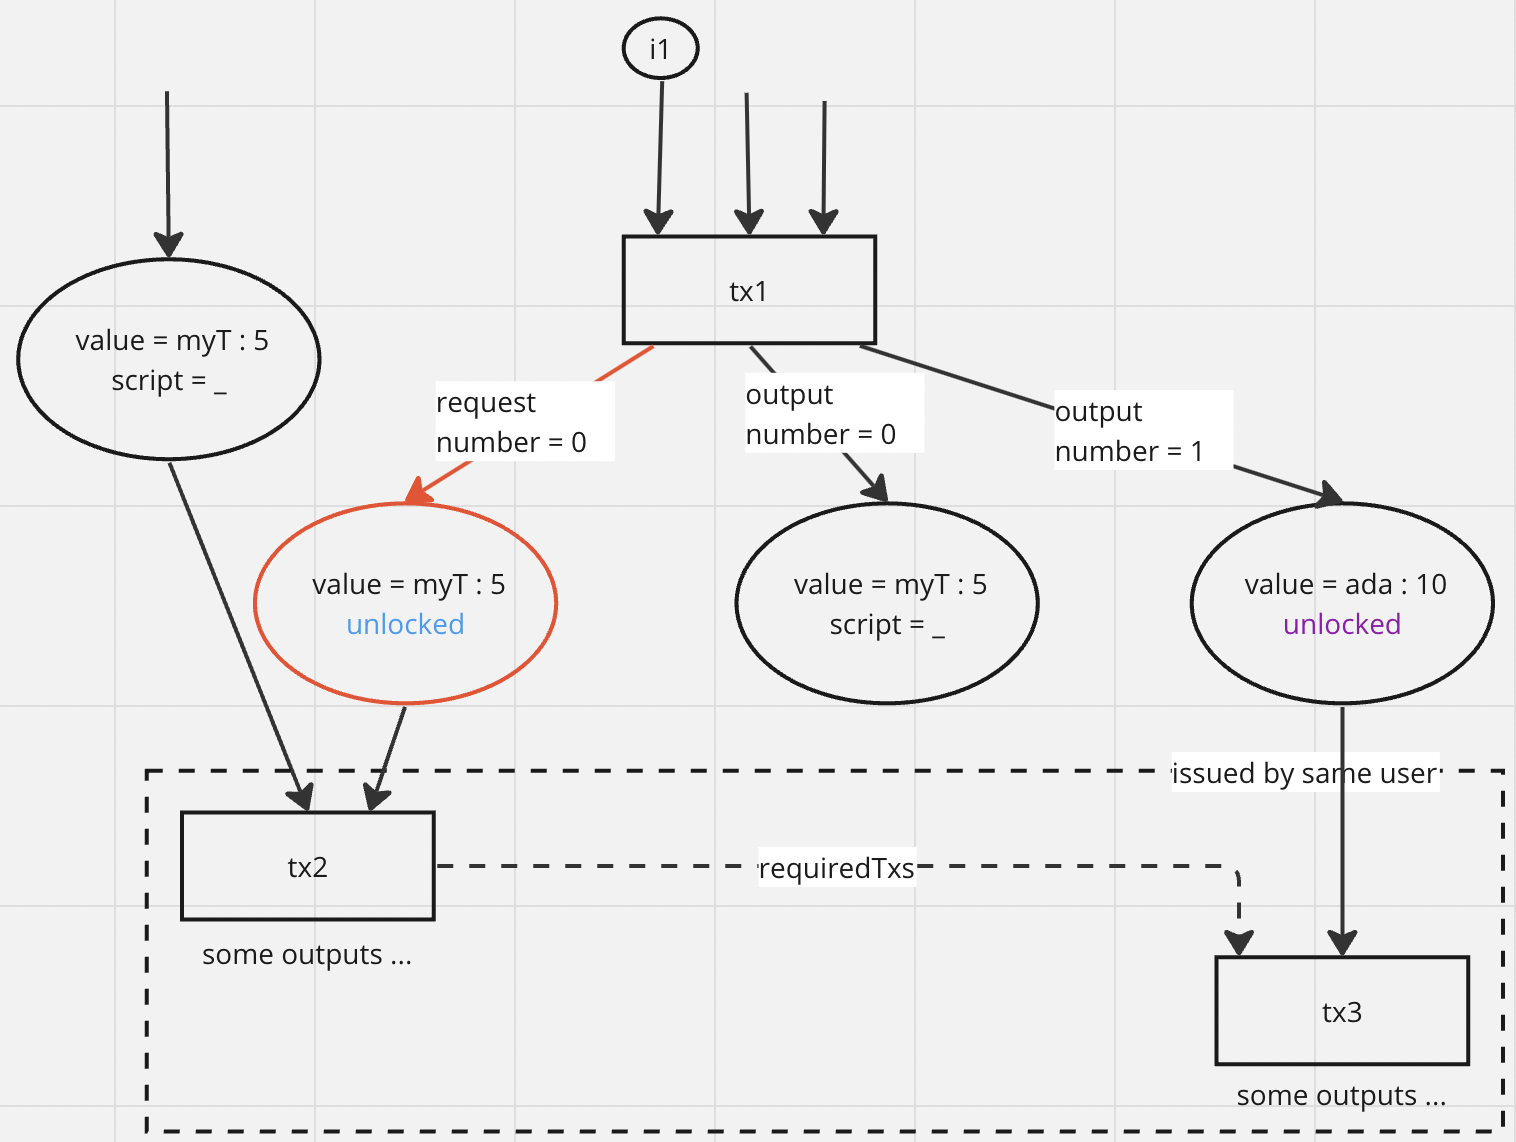 i1
tx1
value = myT : 5
script = _
request
number = 0
output
number = 0
output
number = 1
value = myT : 5
unlocked
value = myT : 5
script = _
value = ada : 10
unlocked
issued by same user
tx2
requiredTxs
some outputs ...
tx3
some outputs ...